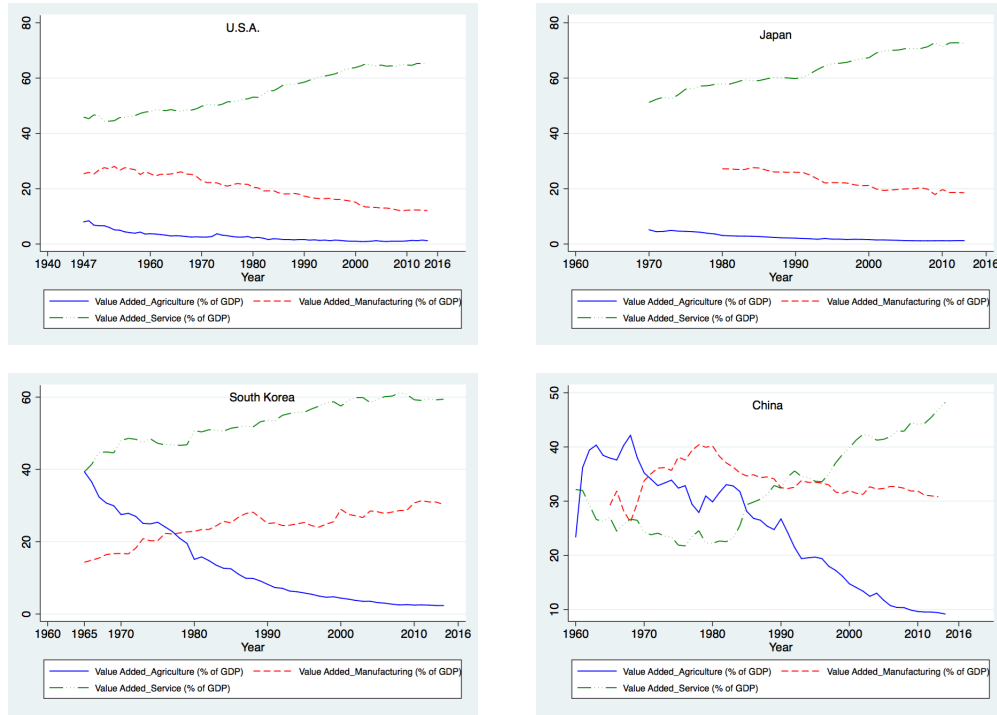 U.S.A.
80
60
40
20
0
1940 1947 1960 1970 1980 1990 2000 2010 2016
Year
Value Added_Agriculture (% of GDP) Value Added_Manufacturing (% of GDP)
Value Added_Service (% of GDP)
Japan
80
60
40
20
0
1960 1970 1980 1990 2000 2010 2016
Year
Value Added_Agriculture (% of GDP) Value Added_Manufacturing (% of GDP)
Value Added_Service (% of GDP)
South Korea
60
40
20
0
1960 1965 1970 1980 1990 2000 2010 2016
Year
Value Added_Agriculture (% of GDP) Value Added_Manufacturing (% of GDP)
Value Added_Service (% of GDP)
China
50
40
30
20
10
1960 1970 1980 1990 2000 2010 2016
Year
Value Added_Agriculture (% of GDP) Value Added_Manufacturing (% of GDP)
Value Added_Service (% of GDP)